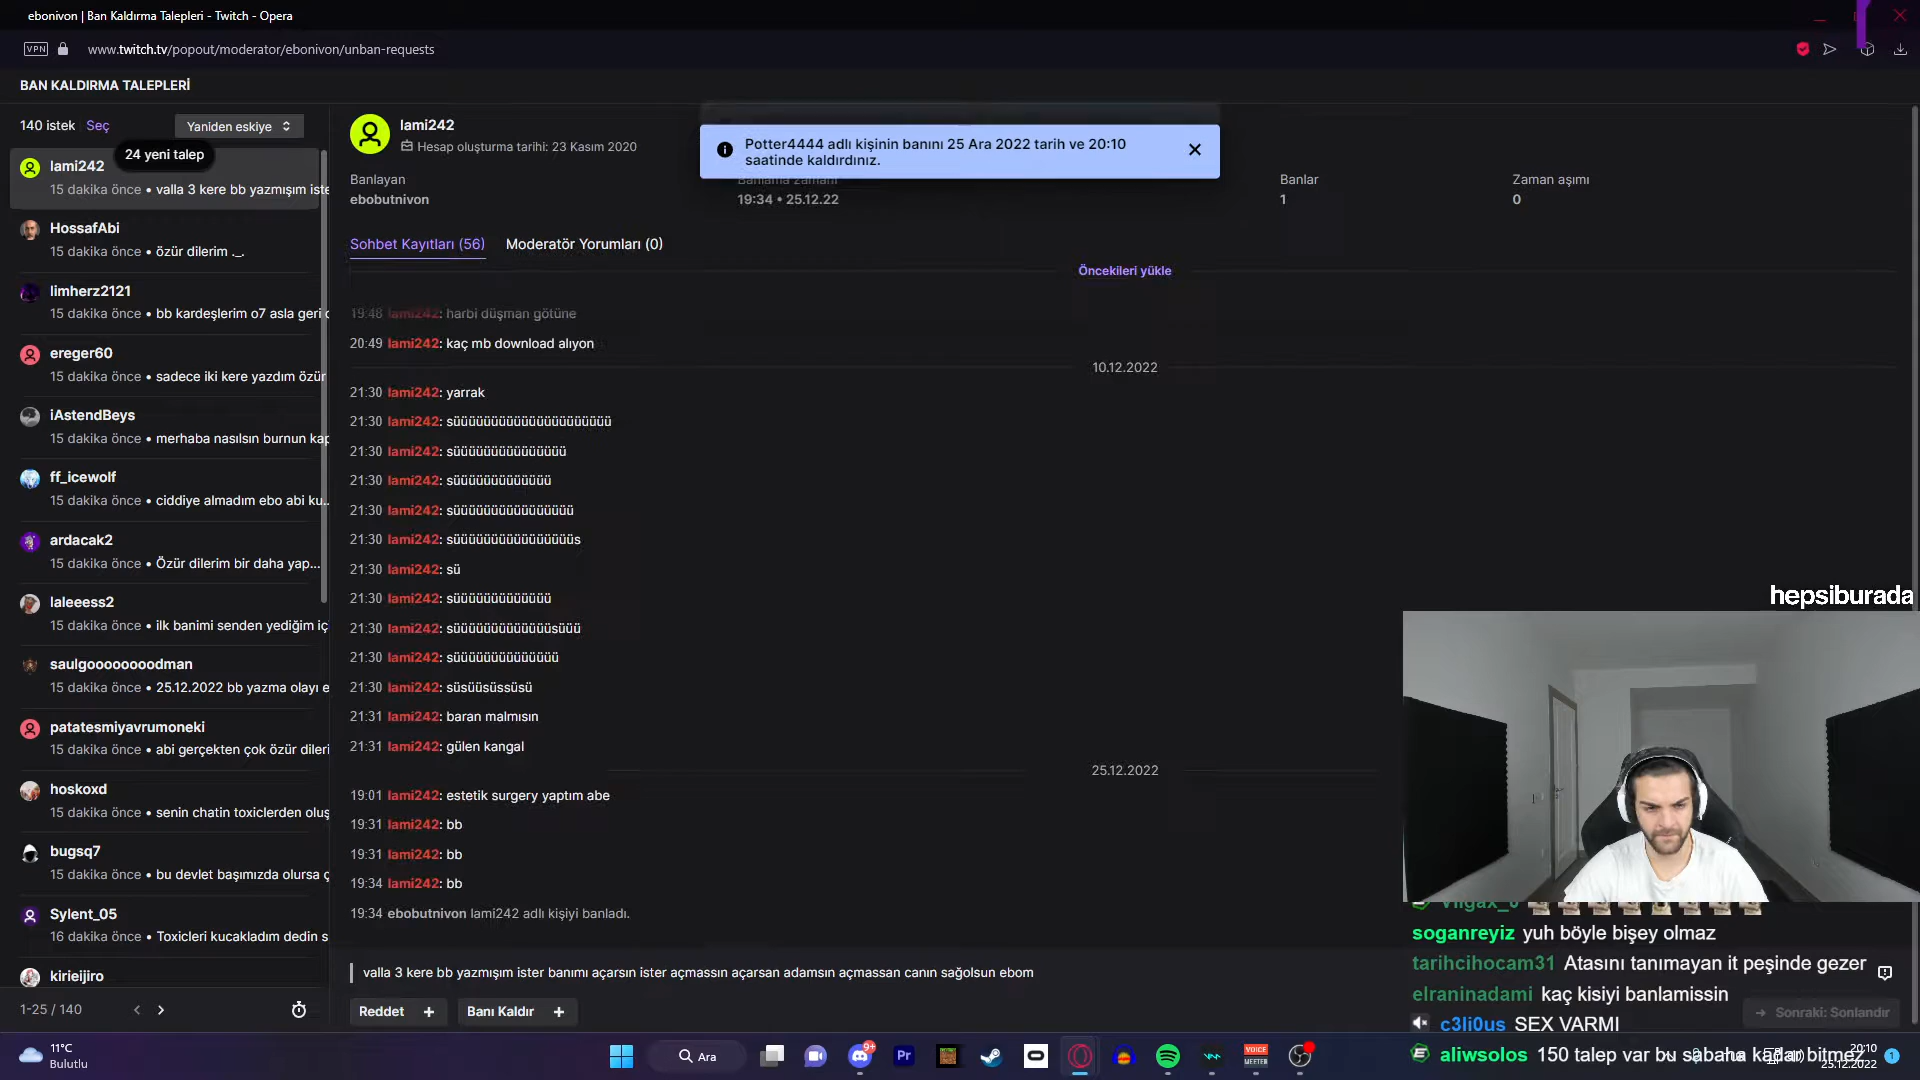 ebonivon | Ban Kaldırma Talepleri - Twitch - Opera
VPN www.twitch.tv/popout/moderator/ebonivon/unban-requests
BAN KALDIRMA TALEPLERİ
140 istek Seç Yaniden eskiye
24 yeni talep
lami242
15 dakika önce • valla 3 kere bb yazmışım iste
HossafAbi
15 dakika önce • özür dilerim ._.
limherz2121
15 dakika önce • bb kardeşlerim o7 asla geri
ereger60
15 dakika önce • sadece iki kere yazdım özür
iAstendBeys
15 dakika önce • merhaba nasılsın burnun kap
ff_icewolf
15 dakika önce • ciddiye almadım ebo abi ku...
ardacak2
15 dakika önce • Özür dilerim bir daha yap...
laleeess2
15 dakika önce • ilk banimi senden yediğim iç
saulgoooooooodman
15 dakika önce • 25.12.2022 bb yazma olayı e
patatesmiyavrumoneki
15 dakika önce • abi gerçekten çok özür dileri
hoskoxd
15 dakika önce • senin chatin toxiclerden oluş
bugsq7
15 dakika önce • bu devlet başımızda olursa ç
Sylent_05
16 dakika önce • Toxicleri kucakladım dedin s
kirieijiro
1-25 / 140
lami242
Hesap oluşturma tarihi: 23 Kasım 2020
Potter4444 adlı kişinin banını 25 Ara 2022 tarih ve 20:10
saatinde kaldırdınız.
Banlayan
ebobutnivon
Banlama zamanı
19:34 • 25.12.22
Banlar
1
Zaman aşımı
0
Sohbet Kayıtları (56) Moderatör Yorumları (0)
Öncekileri yükle
19:48 lami242: harbi düşman götüne
20:49 lami242: kaç mb download alıyon
10.12.2022
21:30 lami242: yarrak
21:30 lami242: süüüüüüüüüüüüüüüüüüüüü
21:30 lami242: süüüüüüüüüüüüüüü
21:30 lami242: süüüüüüüüüüüüü
21:30 lami242: süüüüüüüüüüüüüüüü
21:30 lami242: süüüüüüüüüüüüüüüüs
21:30 lami242: sü
21:30 lami242: süüüüüüüüüüüüü
21:30 lami242: süüüüüüüüüüüüüsüüü
21:30 lami242: süüüüüüüüüüüüüü
21:30 lami242: süsüüsüssüsü
21:31 lami242: baran malmısın
21:31 lami242: gülen kangal
25.12.2022
19:01 lami242: estetik surgery yaptım abe
19:31 lami242: bb
19:31 lami242: bb
19:34 lami242: bb
19:34 ebobutnivon lami242 adlı kişiyi banladı.
valla 3 kere bb yazmışım ister banımı açarsın ister açmassın açarsan adamsın açmassan canın sağolsun ebom
Reddet + Banı Kaldır +
hepsiburada
soganreyiz yuh böyle bişey olmaz
tarihcihocam31 Atasını tanımayan it peşinde gezer
elraninadami kaç kisiyi banlamissin
Sonraki: Sonlandır
c3li0us SEX VARMI
aliwsolos 150 talep var bu sabaha kadar bitmez
11°C
Bulutlu
Ara
9+
Pr
VOICE
MEETER
20:10
25.12.2022
1